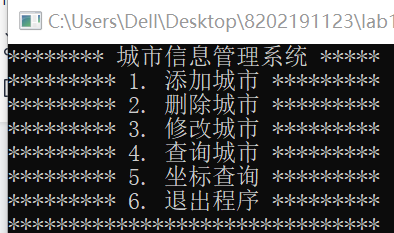 C:\Users\Dell\Desktop\8202191123\lab1
******** 城市信息管理系统 *****
********* 1. 添加城市 *********
********* 2. 删除城市 *********
********* 3. 修改城市 *********
********* 4. 查询城市 *********
********* 5. 坐标查询 *********
********* 6. 退出程序 *********
*******************************